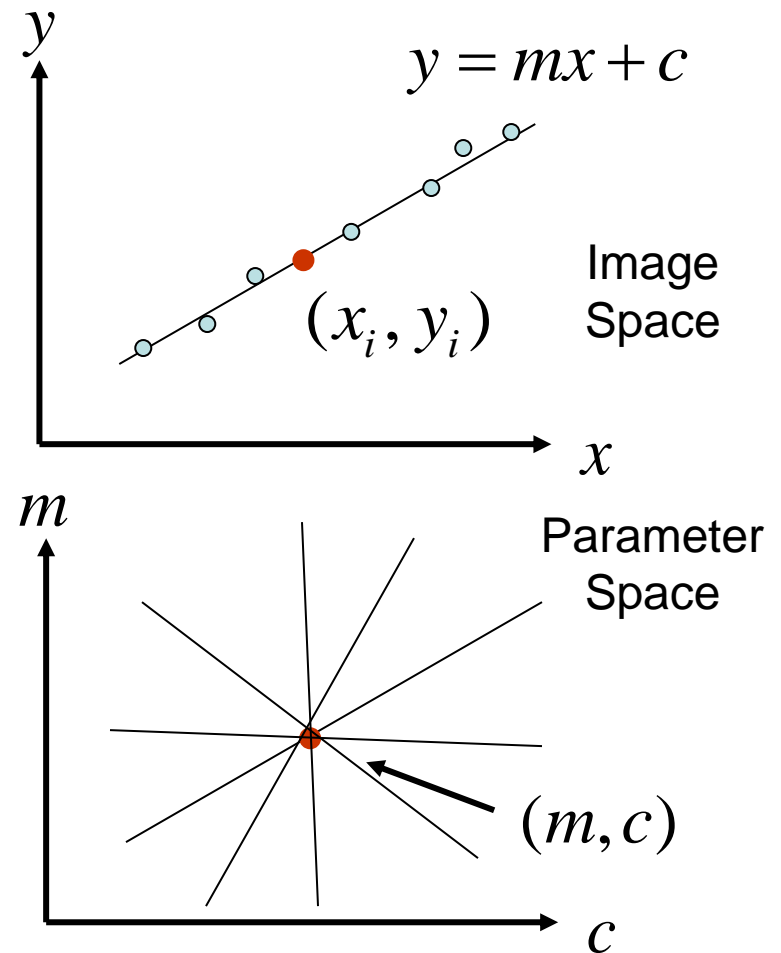 y
y = mx + c
Image
Space
(x_i, y_i)
x
m
Parameter
Space
(m, c)
c